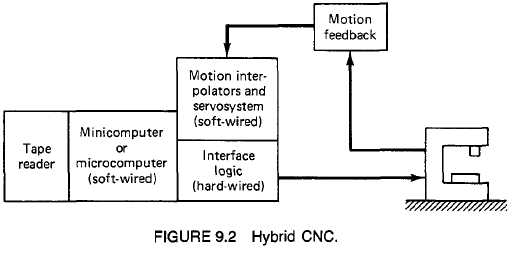 Motion
feedback
Motion inter-
polators and
servosystem
(soft-wired)
Tape
reader
Minicomputer
or
microcomputer
(soft-wired)
Interface
logic
(hard-wired)
FIGURE 9.2 Hybrid CNC.